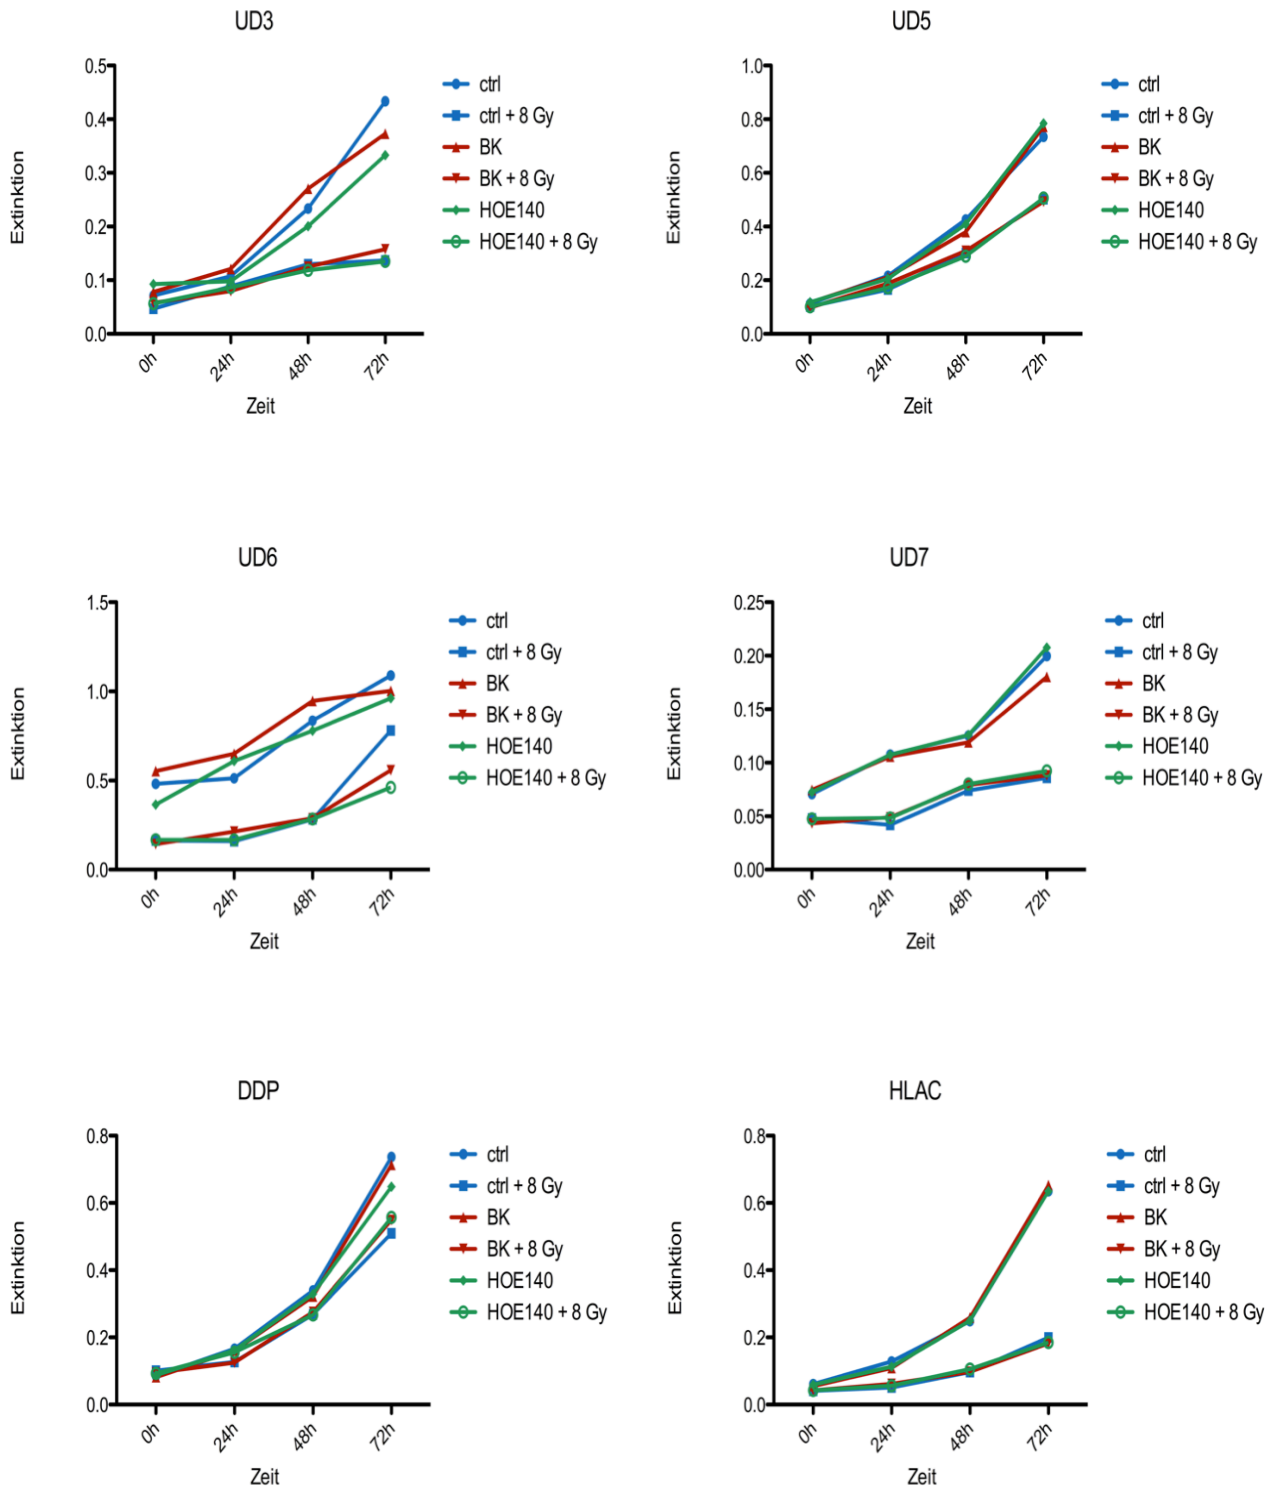 UD3
0.5
0.4
0.3
0.2
0.1
0.0
Extinktion
0h
24h
48h
72h
Zeit
ctrl
ctrl + 8 Gy
BK
BK + 8 Gy
HOE140
HOE140 + 8 Gy
UD5
1.0
0.8
0.6
0.4
0.2
0.0
Extinktion
0h
24h
48h
72h
Zeit
ctrl
ctrl + 8 Gy
BK
BK + 8 Gy
HOE140
HOE140 + 8 Gy
UD6
1.5
1.0
0.5
0.0
Extinktion
0h
24h
48h
72h
Zeit
ctrl
ctrl + 8 Gy
BK
BK + 8 Gy
HOE140
HOE140 + 8 Gy
UD7
0.25
0.20
0.15
0.10
0.05
0.00
Extinktion
0h
24h
48h
72h
Zeit
ctrl
ctrl + 8 Gy
BK
BK + 8 Gy
HOE140
HOE140 + 8 Gy
DDP
0.8
0.6
0.4
0.2
0.0
Extinktion
0h
24h
48h
72h
Zeit
ctrl
ctrl + 8 Gy
BK
BK + 8 Gy
HOE140
HOE140 + 8 Gy
HLAC
0.8
0.6
0.4
0.2
0.0
Extinktion
0h
24h
48h
72h
Zeit
ctrl
ctrl + 8 Gy
BK
BK + 8 Gy
HOE140
HOE140 + 8 Gy